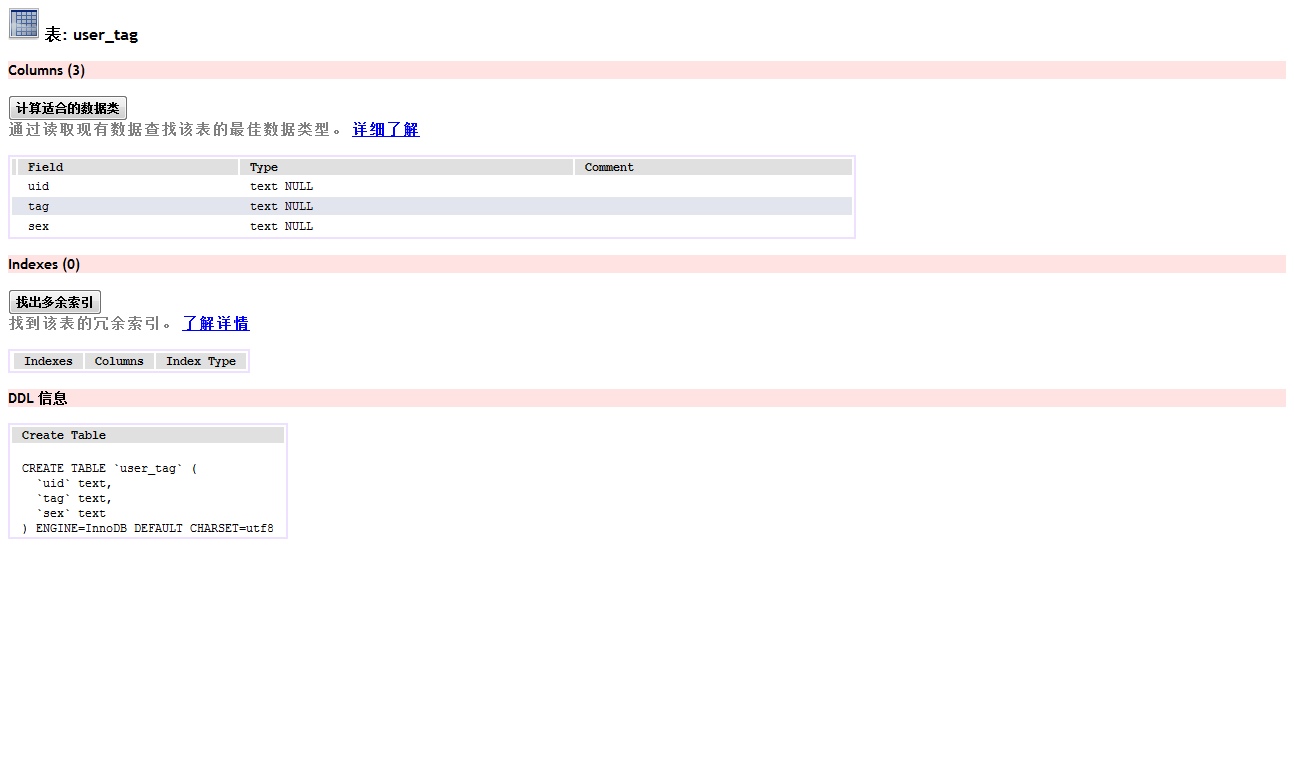 表: user_tag
Columns (3)
计算适合的数据类
通过读取现有数据查找该表的最佳数据类型。 详细了解
Field Type Comment
uid text NULL
tag text NULL
sex text NULL
Indexes (0)
找出多余索引
找到该表的冗余索引。 了解详情
Indexes Columns Index Type
DDL 信息
Create Table
CREATE TABLE `user_tag` (
`uid` text,
`tag` text,
`sex` text
) ENGINE=InnoDB DEFAULT CHARSET=utf8